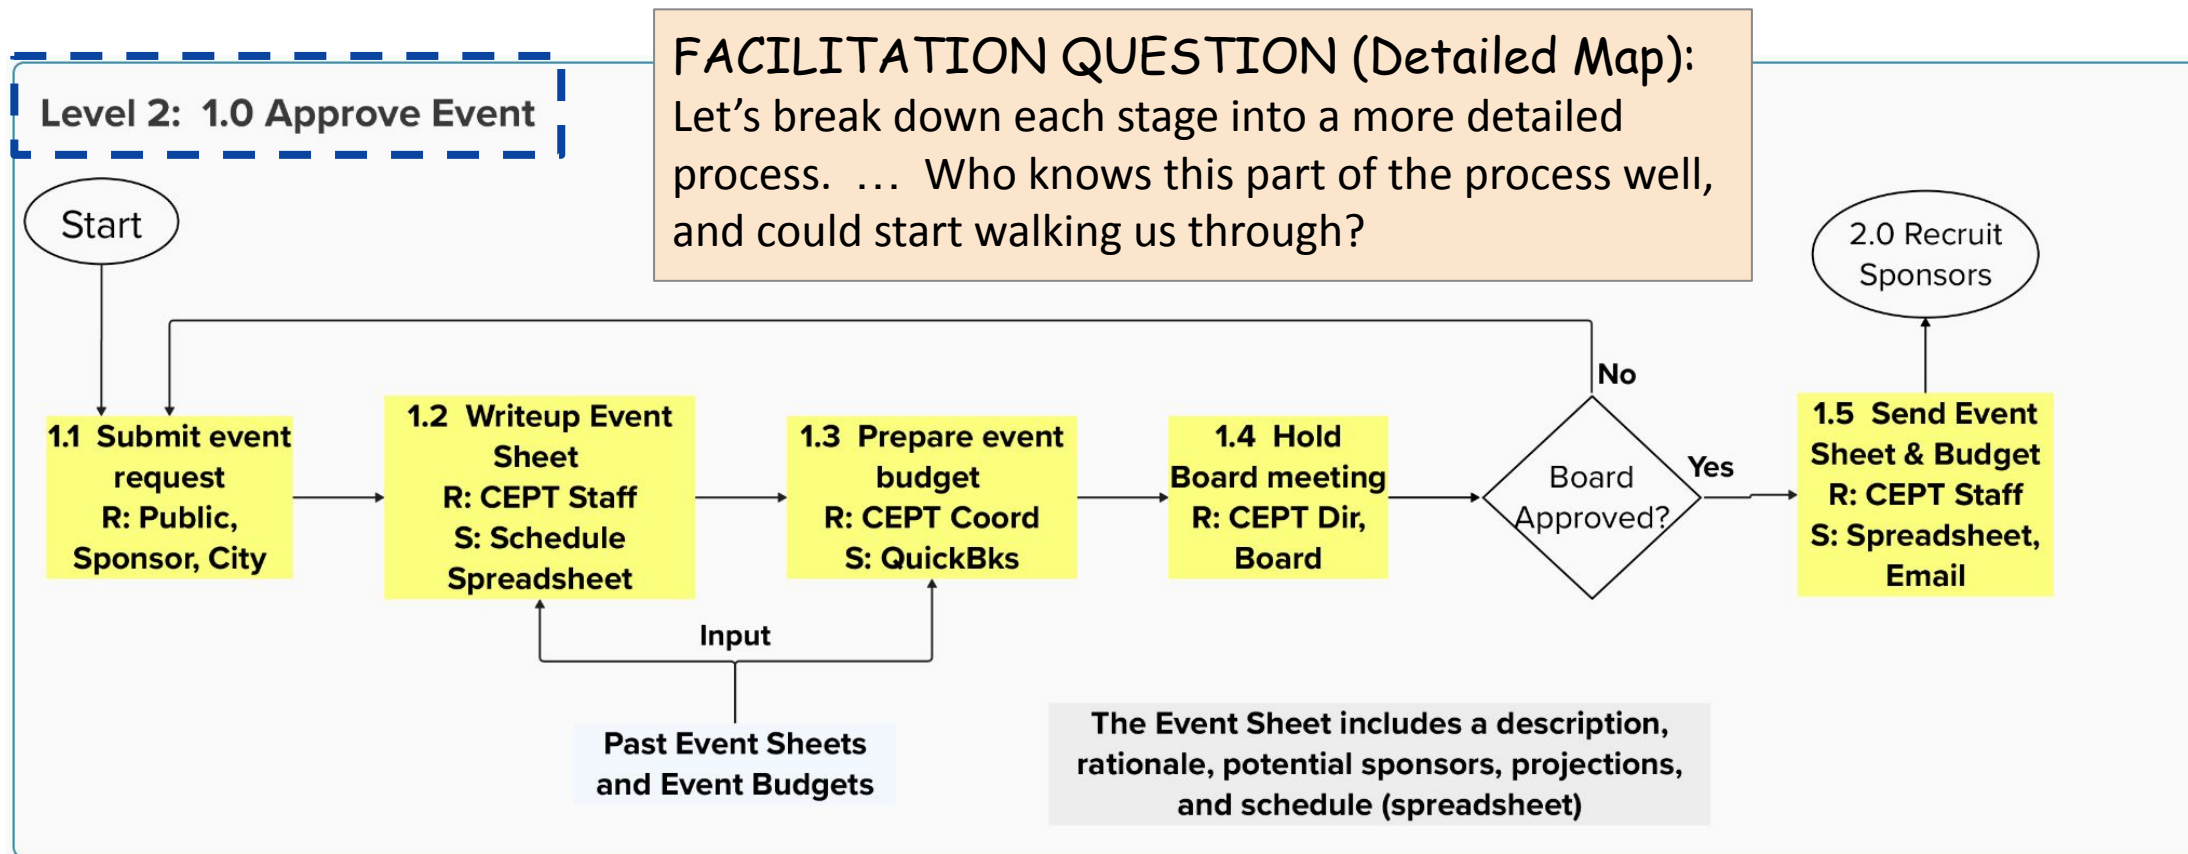 FACILITATION QUESTION (Detailed Map):
Let’s break down each stage into a more detailed
process.  …  Who knows this part of the process well,
and could start walking us through?
Level 2:  1.0 Approve Event
Start
2.0 Recruit
Sponsors
No
1.1  Submit event
request
R: Public,
Sponsor, City
1.2  Writeup Event
Sheet
R: CEPT Staff
S: Schedule
Spreadsheet
1.3  Prepare event
budget
R: CEPT Coord
S: QuickBks
1.4  Hold
Board meeting
R: CEPT Dir,
Board
Board
Approved?
Yes
1.5  Send Event
Sheet & Budget
R: CEPT Staff
S: Spreadsheet,
Email
Input
Past Event Sheets
and Event Budgets
The Event Sheet includes a description,
rationale, potential sponsors, projections,
and schedule (spreadsheet)